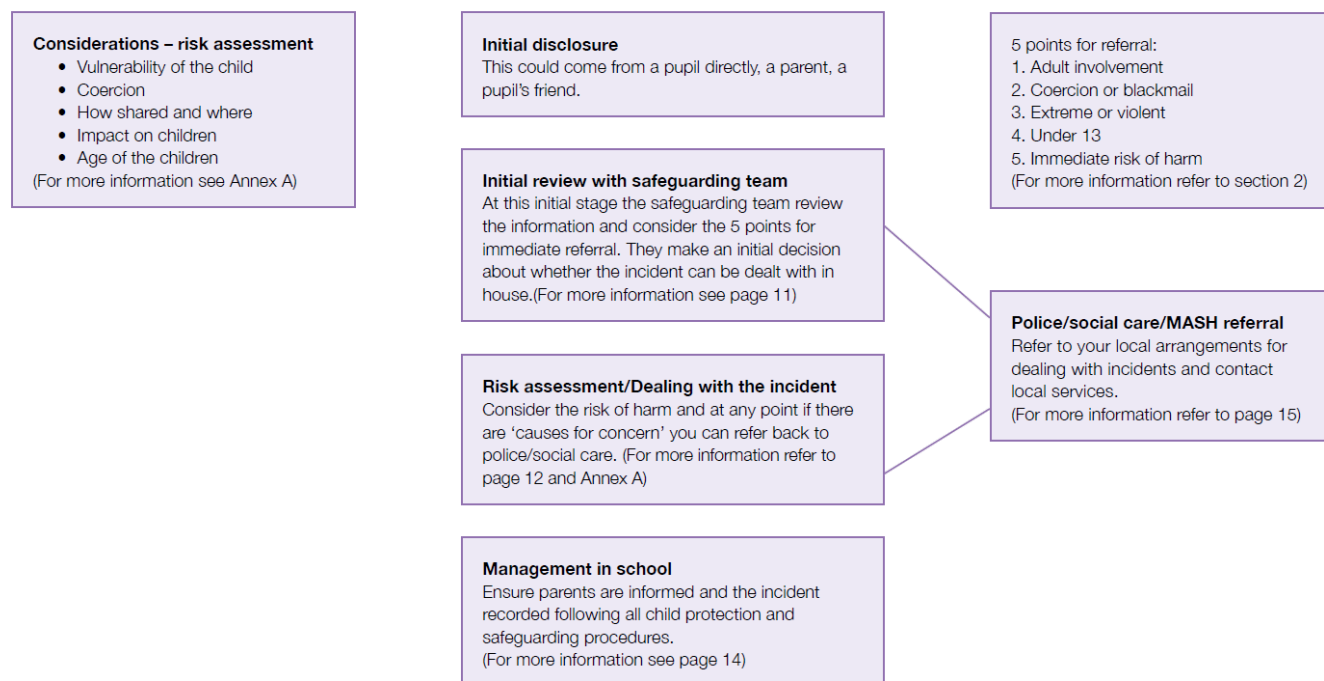 Considerations – risk assessment
• Vulnerability of the child
• Coercion
• How shared and where
• Impact on children
• Age of the children
(For more information see Annex A)
Initial disclosure
This could come from a pupil directly, a parent, a
pupil’s friend.
Initial review with safeguarding team
At this initial stage the safeguarding team review
the information and consider the 5 points for
immediate referral. They make an initial decision
about whether the incident can be dealt with in
house.(For more information see page 11)
Risk assessment/Dealing with the incident
Consider the risk of harm and at any point if there
are ‘causes for concern’ you can refer back to
police/social care. (For more information refer to
page 12 and Annex A)
Management in school
Ensure parents are informed and the incident
recorded following all child protection and
safeguarding procedures.
(For more information see page 14)
5 points for referral:
1. Adult involvement
2. Coercion or blackmail
3. Extreme or violent
4. Under 13
5. Immediate risk of harm
(For more information refer to section 2)
Police/social care/MASH referral
Refer to your local arrangements for
dealing with incidents and contact
local services.
(For more information refer to page 15)